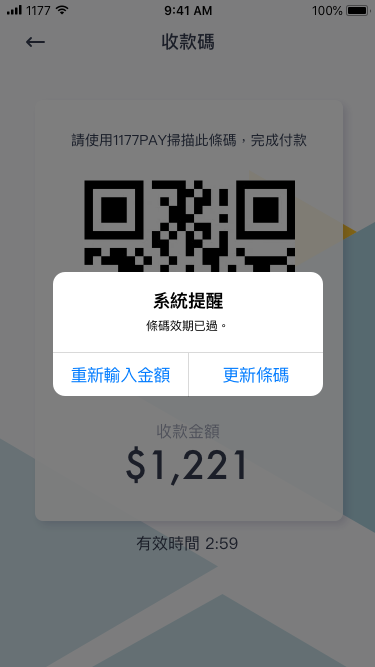 1177 9:41 AM 100%
收款碼
請使用1177PAY掃描此條碼，完成付款
系統提醒
條碼效期已過。
重新輸入金額 更新條碼
收款金額
$1,221
有效時間 2:59